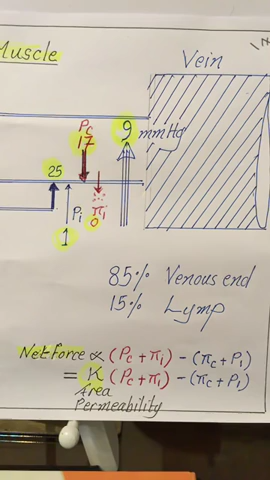 Muscle
Vein
Pc
17
9 mmHg
25
Pi
πi
0
1
85% Venous end
15% Lymp
Net force ∝ (Pc + πi) - (πc + Pi)
= K (Pc + πi) - (πc + Pi)
Area
Permeability